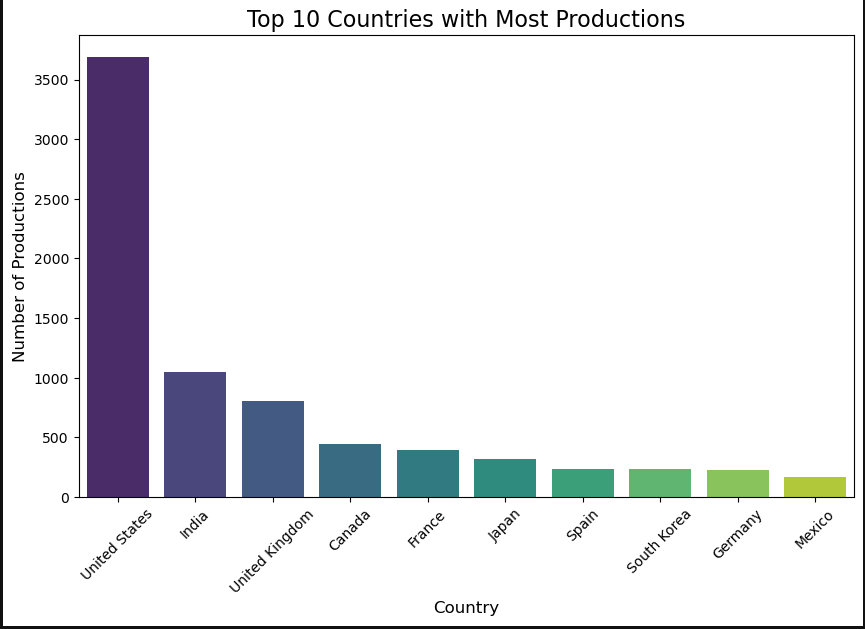 Top 10 Countries with Most Productions
Number of Productions
3500
3000
2500
2000
1500
1000
500
0
United States
India
United Kingdom
Canada
France
Japan
Spain
South Korea
Germany
Mexico
Country